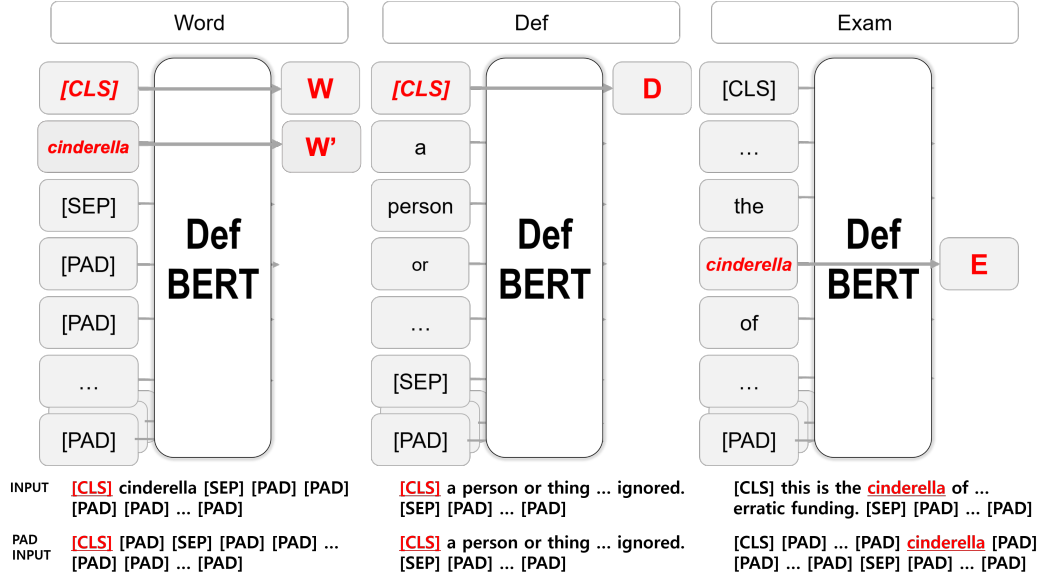 Word
[CLS]
cinderella
[SEP]
[PAD]
[PAD]
…
[PAD]
Def
BERT
W
W’
Def
[CLS]
a
person
or
…
[SEP]
[PAD]
Def
BERT
D
Exam
[CLS]
…
the
cinderella
of
…
[PAD]
Def
BERT
E
INPUT
[CLS] cinderella [SEP] [PAD] [PAD]
[PAD] [PAD] … [PAD]
[CLS] a person or thing … ignored.
[SEP] [PAD] … [PAD]
[CLS] this is the cinderella of …
erratic funding. [SEP] [PAD] … [PAD]
PAD
INPUT
[CLS] [PAD] [SEP] [PAD] [PAD] …
[PAD] [PAD] … [PAD]
[CLS] a person or thing … ignored.
[SEP] [PAD] … [PAD]
[CLS] [PAD] … [PAD] cinderella [PAD]
[PAD] … [PAD] [SEP] [PAD] … [PAD]